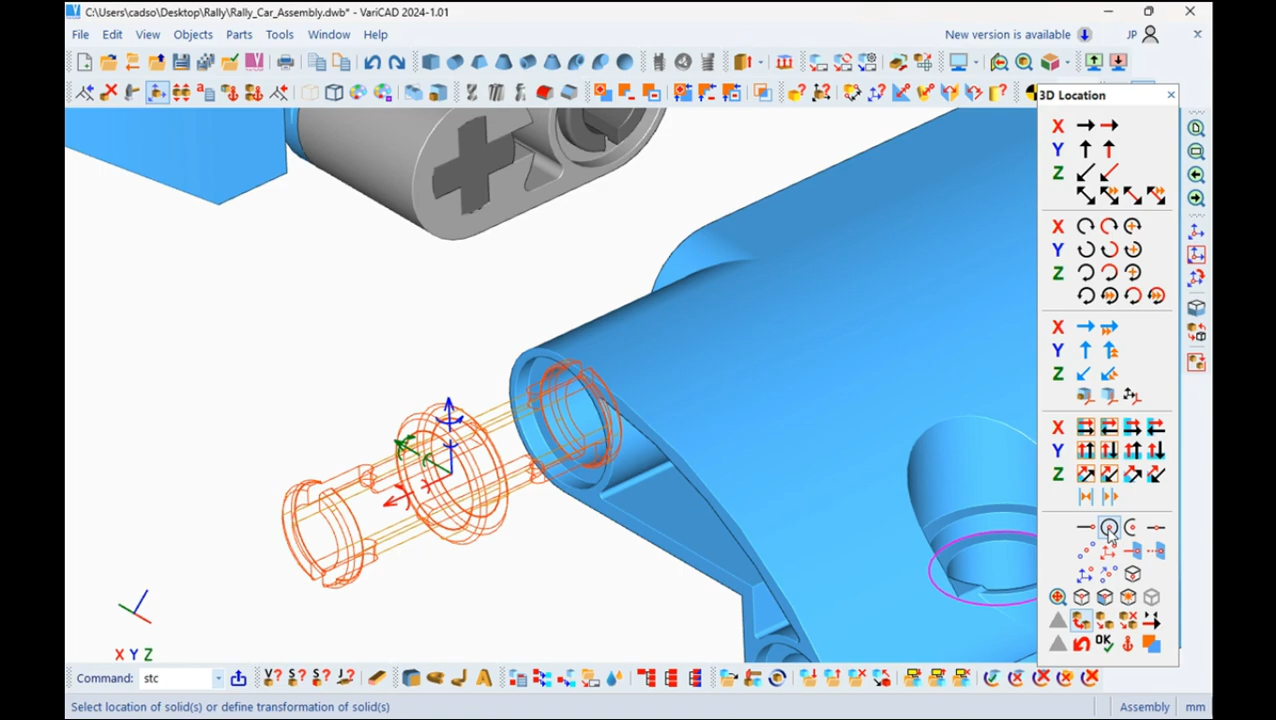 C:\Users\cadso\Desktop\Rally\Rally_Car_Assembly.dwb* - VariCAD 2024-1.01
File Edit View Objects Parts Tools Window Help
New version is available
JP
3D Location
X
Y
Z
X
Y
Z
X
Y
Z
X
Y
Z
OK
X Y Z
Command: stc
V? S? S? J?
Select location of solid(s) or define transformation of solid(s)
Assembly mm